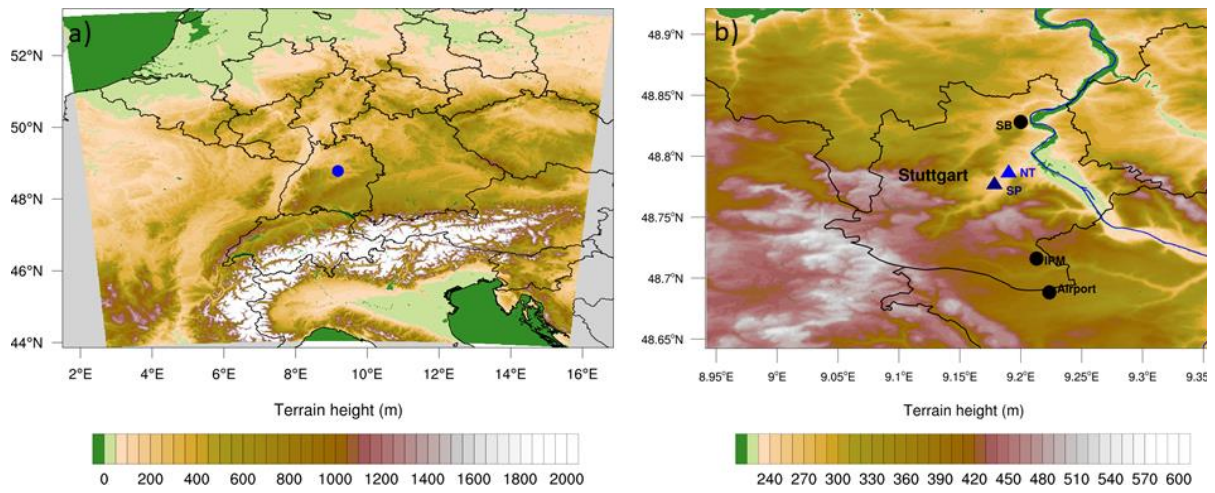 a)
52°N
50°N
48°N
46°N
44°N
2°E 4°E 6°E 8°E 10°E 12°E 14°E 16°E
Terrain height (m)
0 200 400 600 800 1000 1200 1400 1600 1800 2000
b)
48.9°N
48.85°N
48.8°N
48.75°N
48.7°N
48.65°N
SB
Stuttgart
NT
SP
IPM
Airport
8.95°E 9°E 9.05°E 9.1°E 9.15°E 9.2°E 9.25°E 9.3°E 9.35°E
Terrain height (m)
240 270 300 330 360 390 420 450 480 510 540 570 600